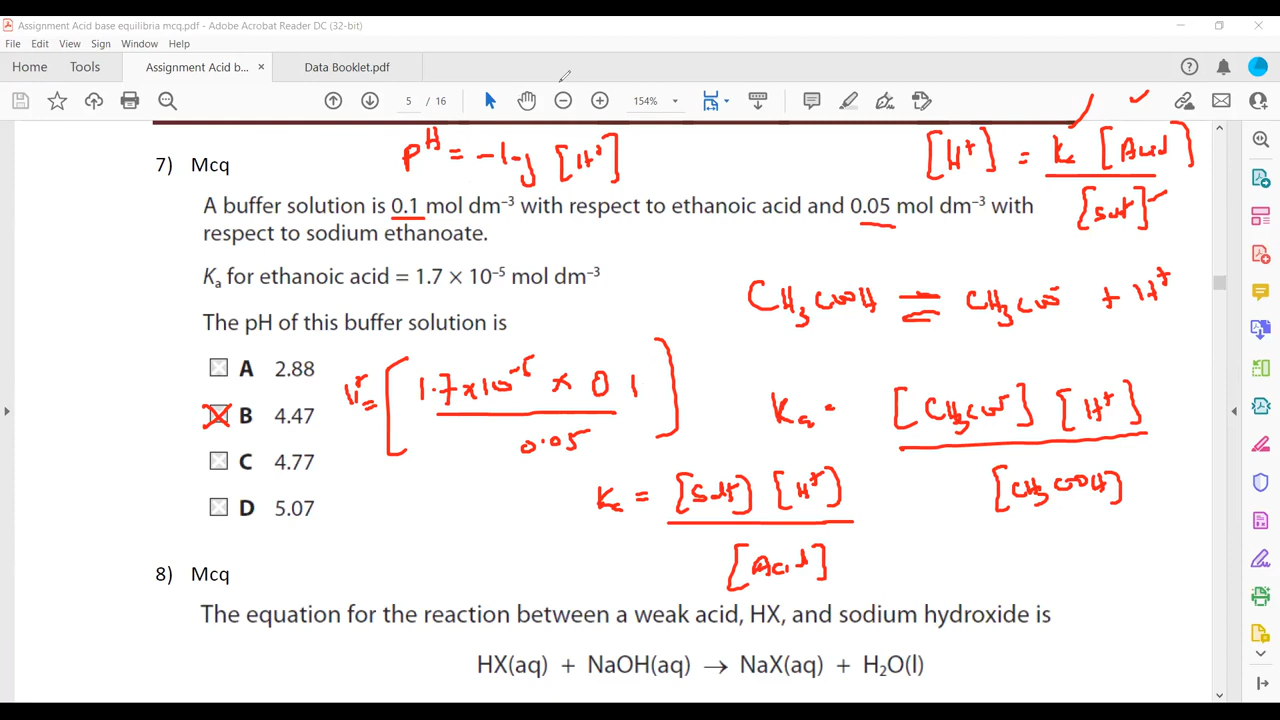 Assignment Acid base equilibria mcq.pdf - Adobe Acrobat Reader DC (32-bit)
File Edit View Sign Window Help
Home Tools Assignment Acid b... × Data Booklet.pdf
5 / 16 154%
pH = -log [H⁺]
[H⁺] = Ka [Acid]
[salt]
7) Mcq
A buffer solution is 0.1 mol dm⁻³ with respect to ethanoic acid and 0.05 mol dm⁻³ with
respect to sodium ethanoate.
Kₐ for ethanoic acid = 1.7 × 10⁻⁵ mol dm⁻³
CH₃COOH ⇌ CH₃COO⁻ + H⁺
The pH of this buffer solution is
A 2.88
B 4.47
C 4.77
D 5.07
H⁺ = [1.7×10⁻⁵ × 0.1
0.05]
Ka = [CH₃COO⁻] [H⁺]
[CH₃COOH]
Ka = [salt] [H⁺]
[Acid]
8) Mcq
The equation for the reaction between a weak acid, HX, and sodium hydroxide is
HX(aq) + NaOH(aq) → NaX(aq) + H₂O(l)